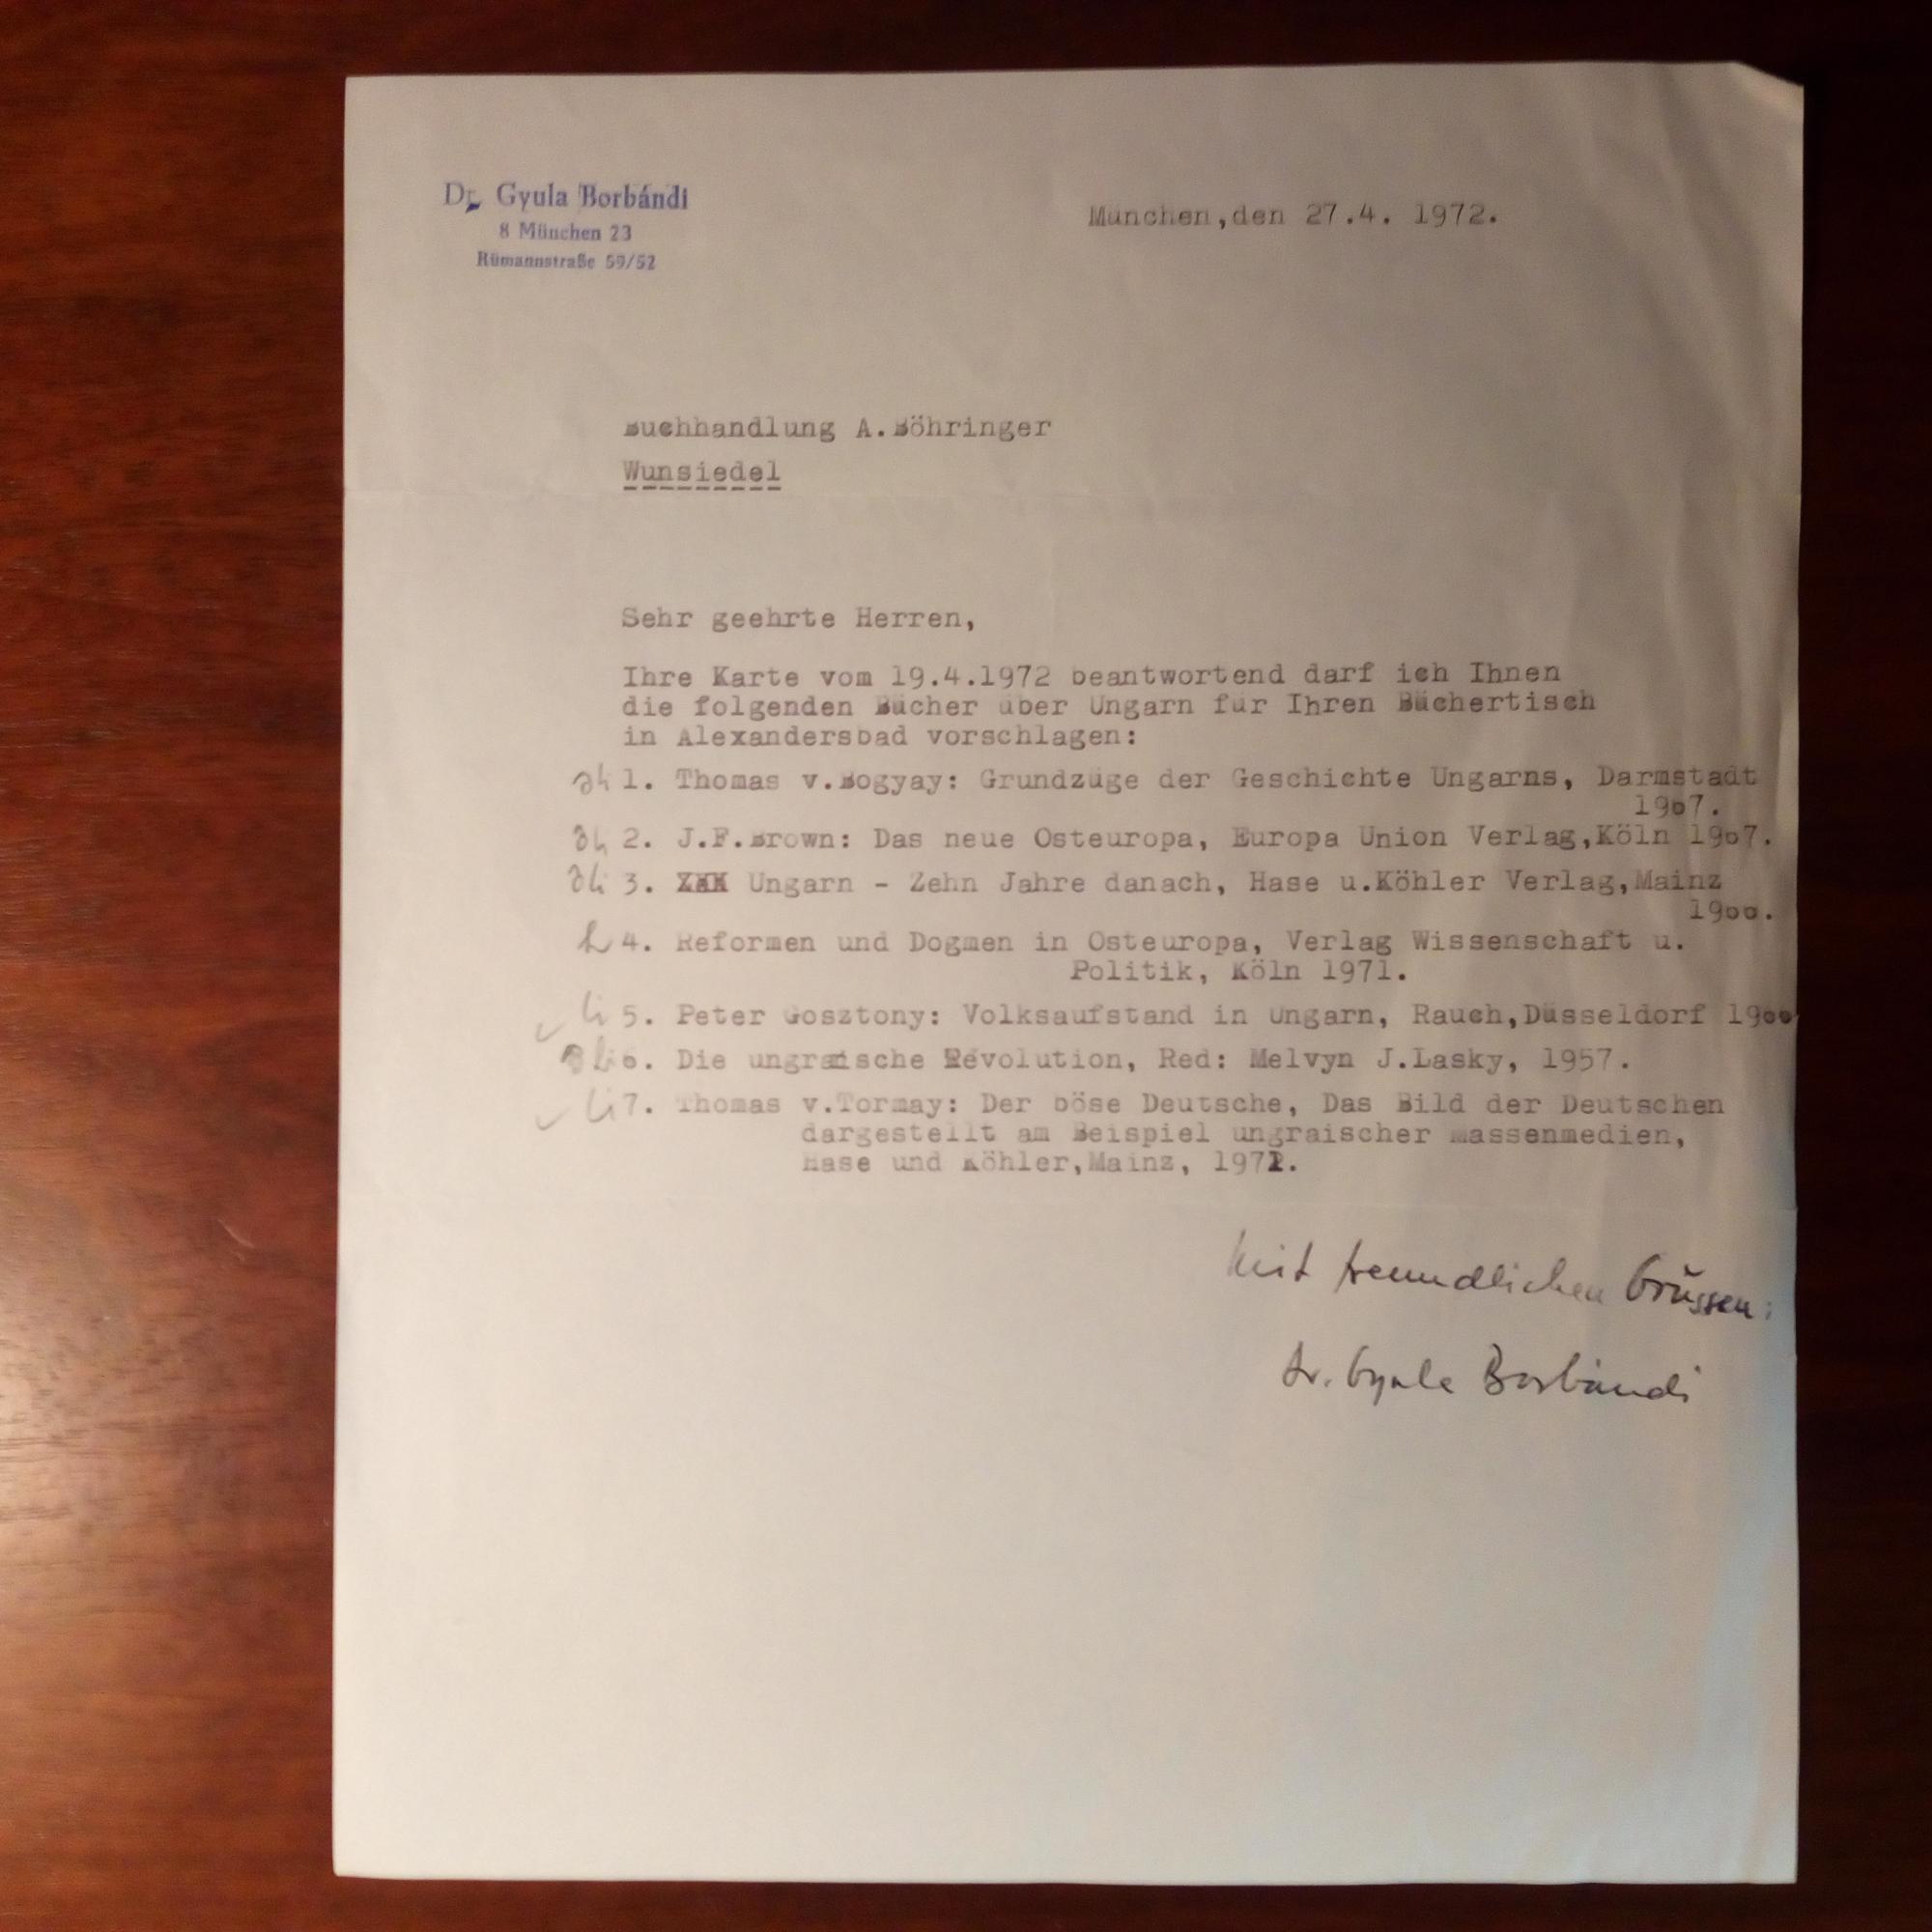 Dr. Gyula Borbándi
8 München 23
Rümannstraße 59/52
München,den 27.4. 1972.
Buchhandlung A.Böhringer
Wunsiedel
Sehr geehrte Herren,
Ihre Karte vom 19.4.1972 beantwortend darf ich Ihnen
die folgenden Bücher über Ungarn für Ihren Büchertisch
in Alexandersbad vorschlagen:
1. Thomas v.Bogyay: Grundzüge der Geschichte Ungarns, Darmstadt
1967.
2. J.F.Brown: Das neue Osteuropa, Europa Union Verlag,Köln 1967.
3. XXX Ungarn - Zehn Jahre danach, Hase u.Köhler Verlag,Mainz
1966.
4. Reformen und Dogmen in Osteuropa, Verlag Wissenschaft u.
Politik, Köln 1971.
5. Peter Gosztony: Volksaufstand in Ungarn, Rauch,Düsseldorf 1966
6. Die ungraische Revolution, Red: Melvyn J.Lasky, 1957.
7. Thomas v.Tormay: Der böse Deutsche, Das Bild der Deutschen
dargestellt am Beispiel ungraischer Massenmedien,
Hase und Köhler,Mainz, 1971.
Mit freundlichen Grüssen:
Dr. Gyula Borbándi